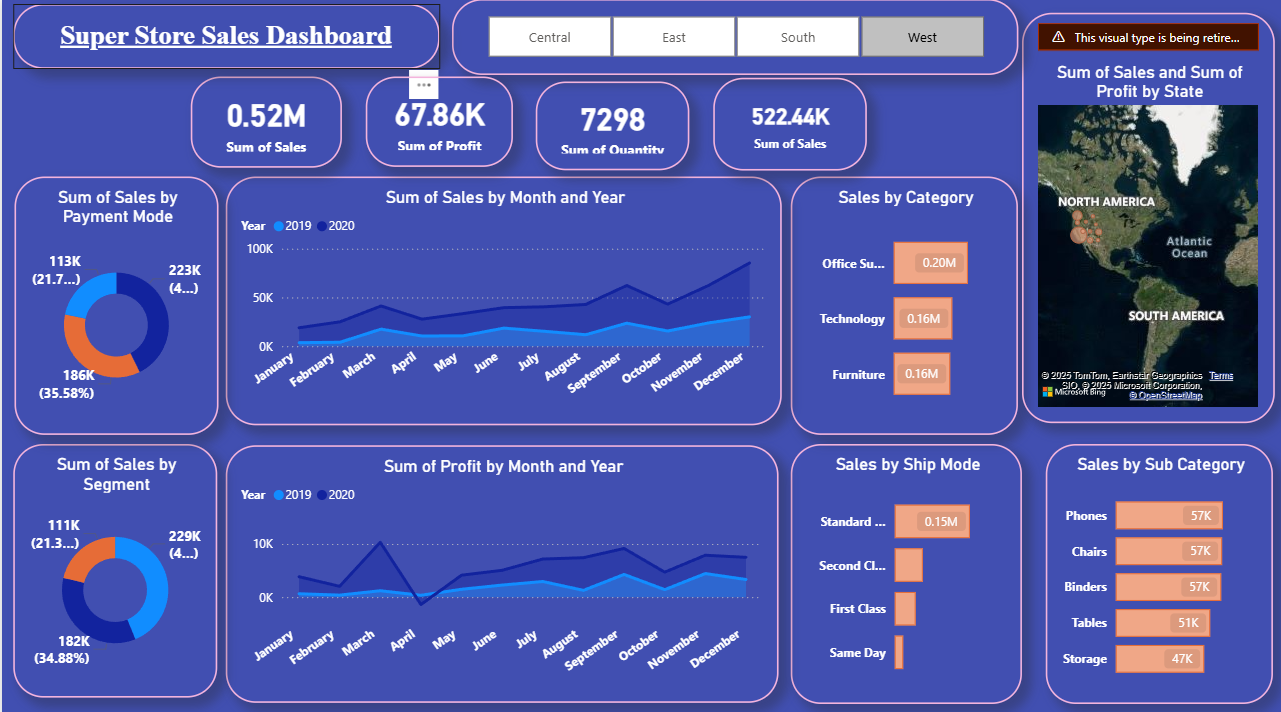 Super Store Sales Dashboard
Central
East
South
West
This visual type is being retire...
0.52M
Sum of Sales
67.86K
Sum of Profit
7298
Sum of Quantity
522.44K
Sum of Sales
Sum of Sales and Sum of
Profit by State
NORTH AMERICA
Atlantic
Ocean
SOUTH AMERICA
© 2025 TomTom, Earthstar Geographics Terms
SIO, © 2025 Microsoft Corporation,
Microsoft Bing
© OpenStreetMap
Sum of Sales by
Payment Mode
113K
(21.7...)
223K
(4...)
186K
(35.58%)
Sum of Sales by Month and Year
Year 2019 2020
100K
50K
0K
January
February
March
April
May
June
July
August
September
October
November
December
Sales by Category
Office Su... 0.20M
Technology 0.16M
Furniture 0.16M
Sum of Sales by
Segment
111K
(21.3...)
229K
(4...)
182K
(34.88%)
Sum of Profit by Month and Year
Year 2019 2020
10K
0K
January
February
March
April
May
June
July
August
September
October
November
December
Sales by Ship Mode
Standard ... 0.15M
Second Cl...
First Class
Same Day
Sales by Sub Category
Phones 57K
Chairs 57K
Binders 57K
Tables 51K
Storage 47K